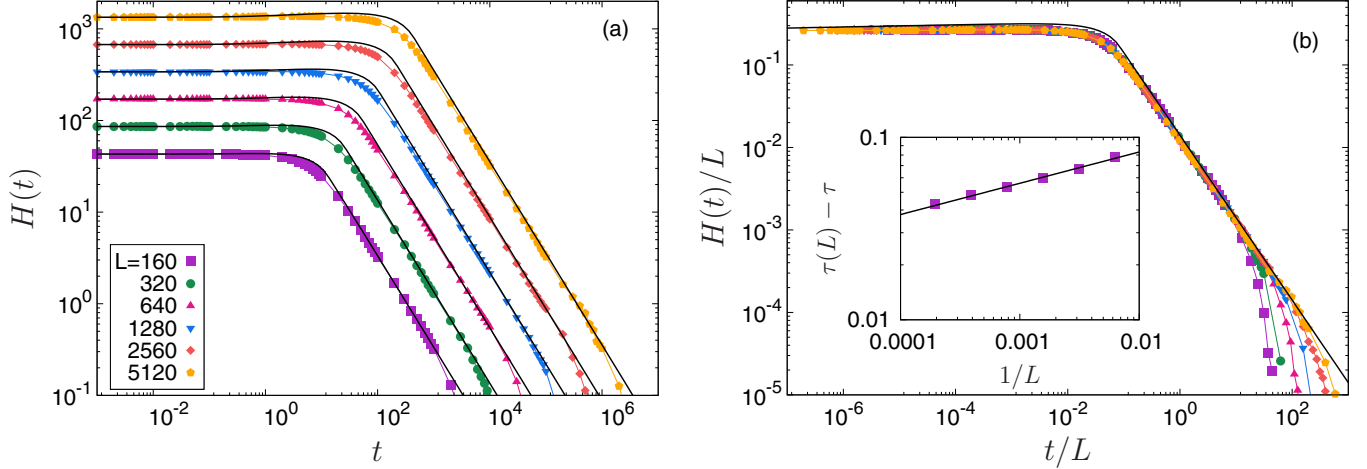 (a)
H(t)
10^3
10^2
10^1
10^0
10^-1
L=160
320
640
1280
2560
5120
10^-2 10^0 10^2 10^4 10^6
t
(b)
H(t)/L
10^-1
10^-2
10^-3
10^-4
10^-5
τ(L) − τ
0.1
0.01
0.0001 0.001 0.01
1/L
10^-6 10^-4 10^-2 10^0 10^2
t/L